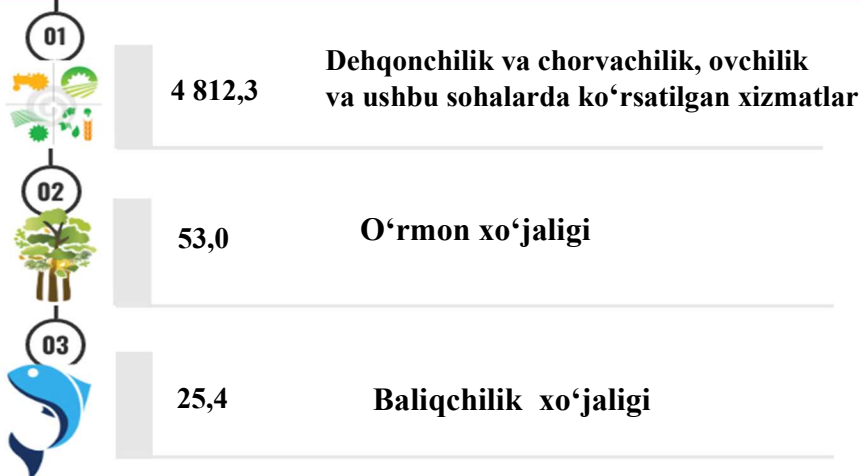 01
4 812,3
Dehqonchilik va chorvachilik, ovchilik
va ushbu sohalarda ko‘rsatilgan xizmatlar
02
53,0
O‘rmon xo‘jaligi
03
25,4
Baliqchilik xo‘jaligi